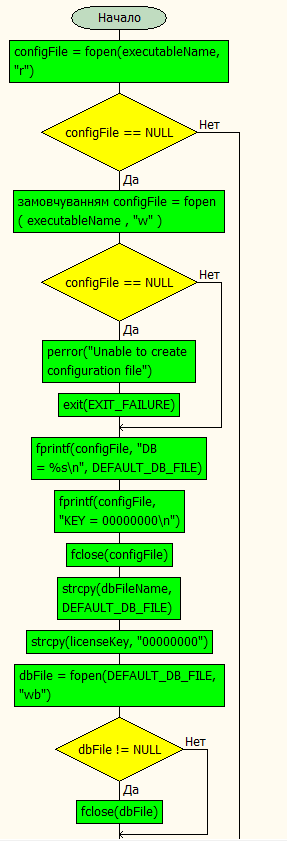 Начало
configFile = fopen(executableName,
"r")
configFile == NULL
Нет
Да
замовчуванням configFile = fopen
( executableName , "w" )
configFile == NULL
Нет
Да
perror("Unable to create
configuration file")
exit(EXIT_FAILURE)
fprintf(configFile, "DB
= %s\n", DEFAULT_DB_FILE)
fprintf(configFile,
"KEY = 00000000\n")
fclose(configFile)
strcpy(dbFileName,
DEFAULT_DB_FILE)
strcpy(licenseKey, "00000000")
dbFile = fopen(DEFAULT_DB_FILE,
"wb")
dbFile != NULL
Нет
Да
fclose(dbFile)